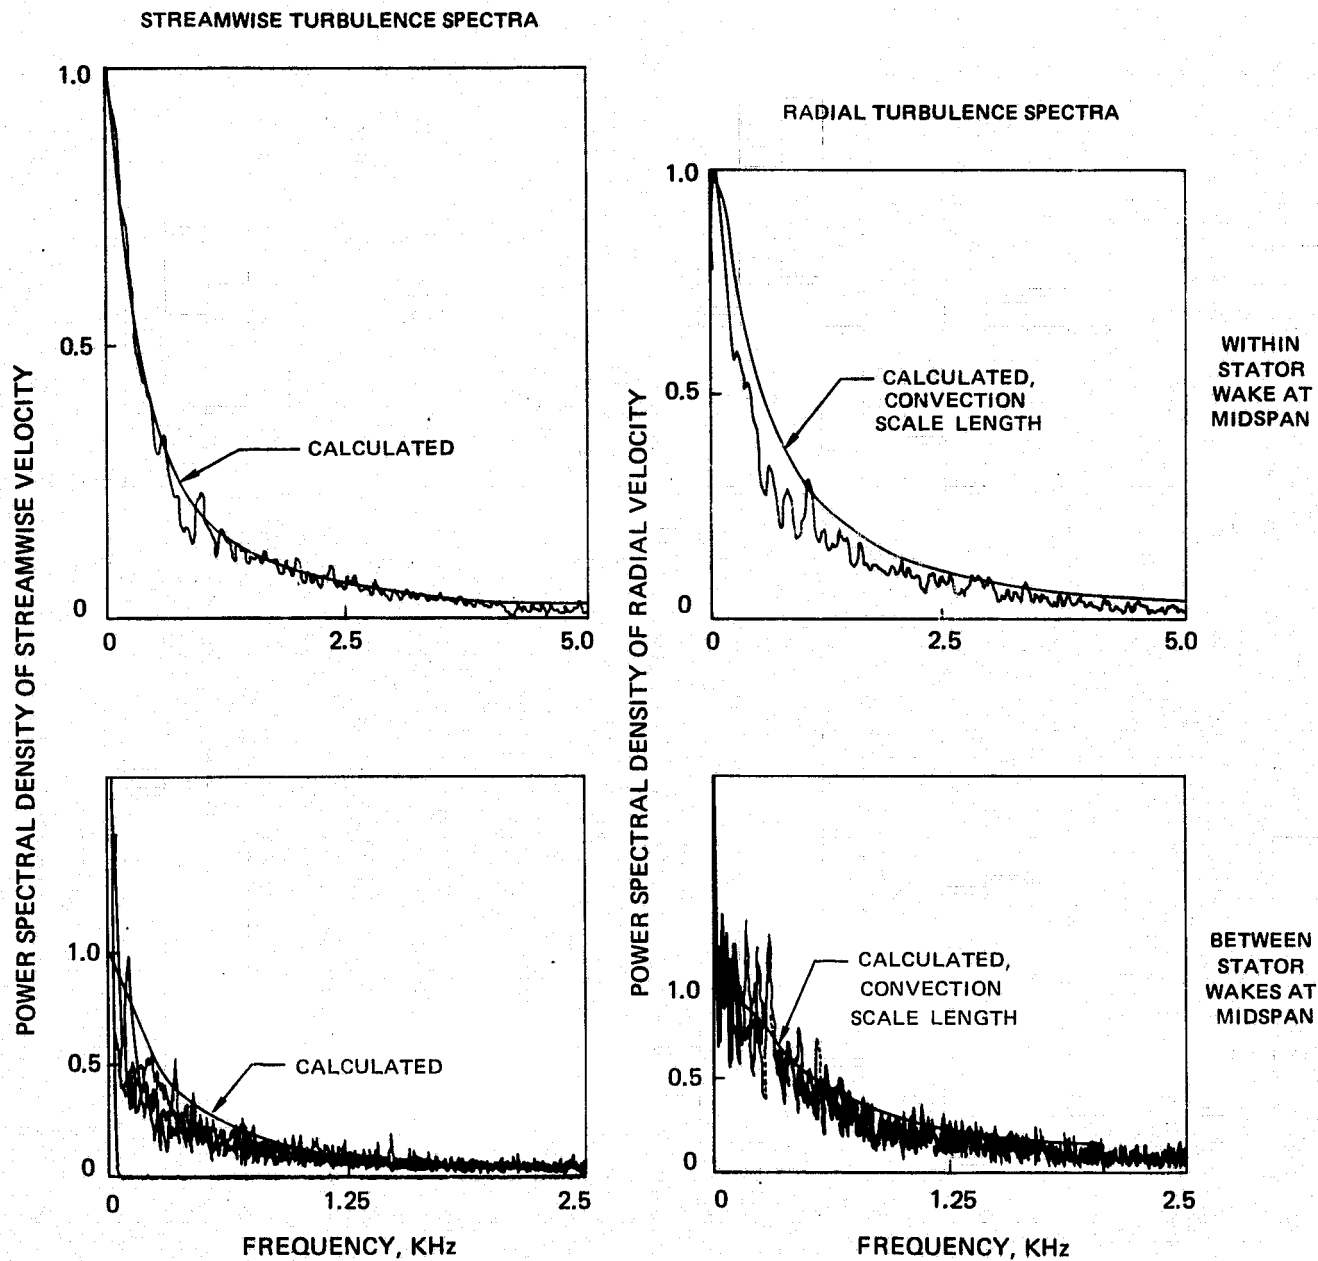 STREAMWISE TURBULENCE SPECTRA
RADIAL TURBULENCE SPECTRA
POWER SPECTRAL DENSITY OF STREAMWISE VELOCITY
1.0
0.5
0
CALCULATED
0
2.5
5.0
POWER SPECTRAL DENSITY OF RADIAL VELOCITY
1.0
0.5
0
CALCULATED,
CONVECTION
SCALE LENGTH
0
2.5
5.0
WITHIN
STATOR
WAKE AT
MIDSPAN
1.0
0.5
0
CALCULATED
0
1.25
2.5
FREQUENCY, KHz
1.0
0.5
0
CALCULATED,
CONVECTION
SCALE LENGTH
0
1.25
2.5
FREQUENCY, KHz
BETWEEN
STATOR
WAKES AT
MIDSPAN